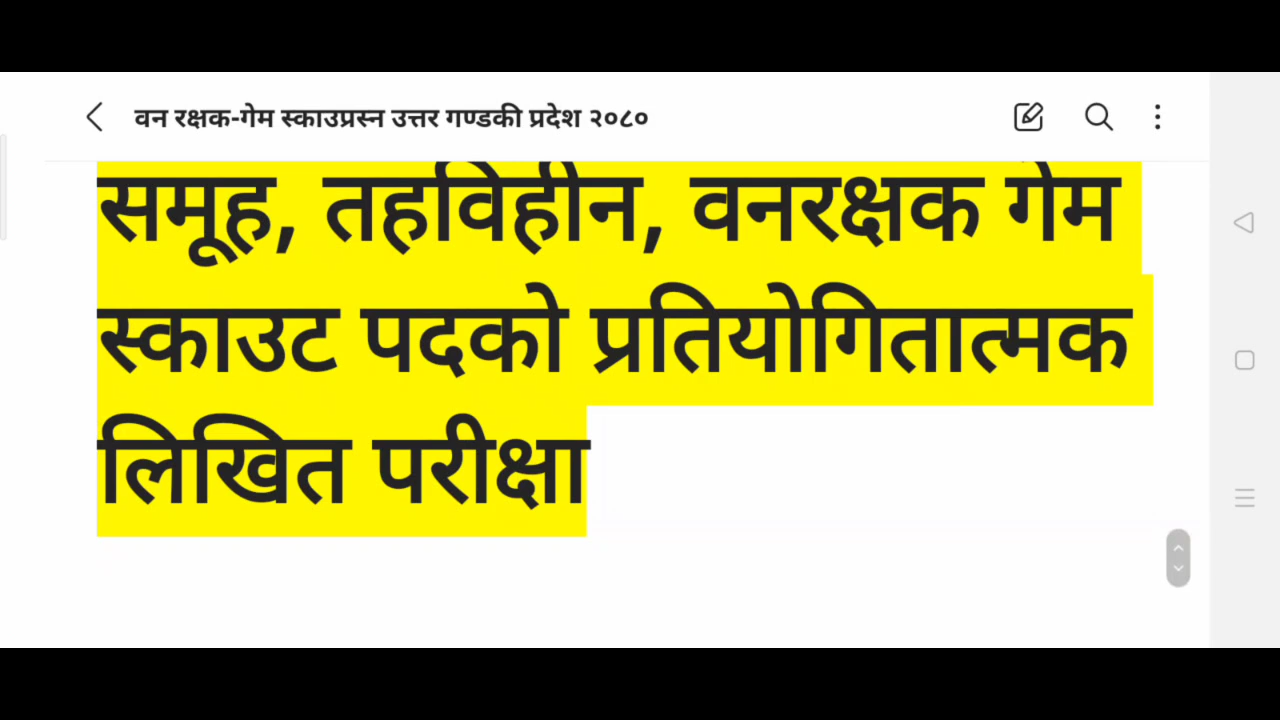 वन रक्षक-गेम स्काउप्रस्न उत्तर गण्डकी प्रदेश २०८०
समूह, तहविहीन, वनरक्षक गेम
स्काउट पदको प्रतियोगितात्मक
लिखित परीक्षा